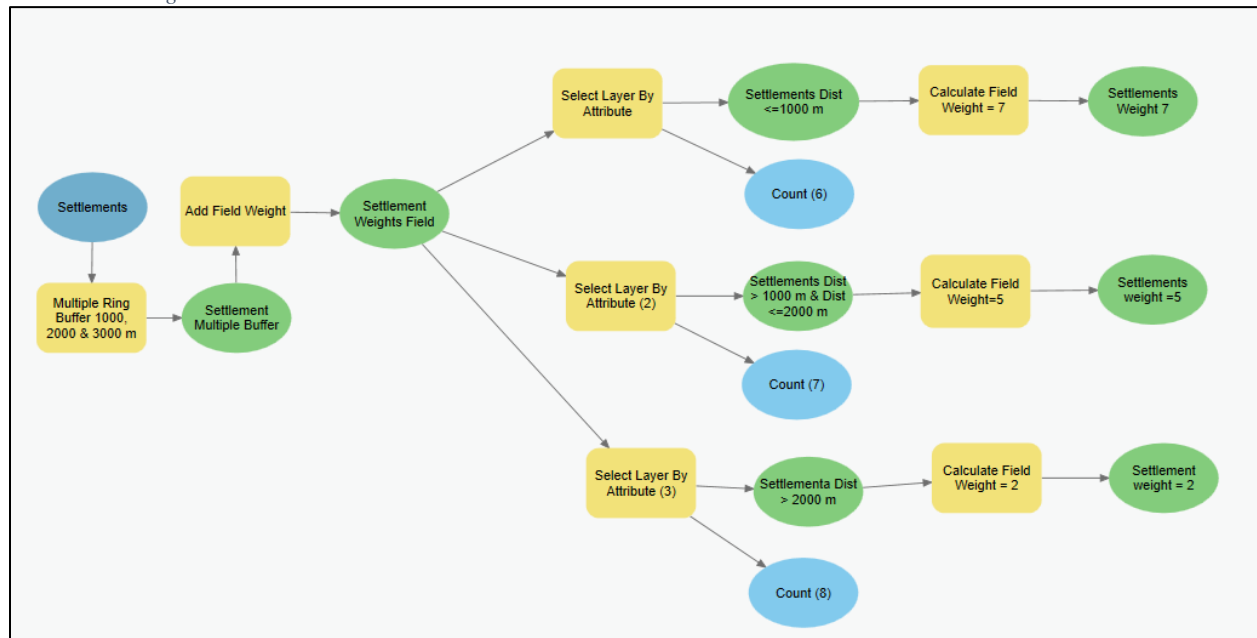 Settlements
Multiple Ring
Buffer 1000,
2000 & 3000 m
Settlement
Multiple Buffer
Add Field Weight
Settlement
Weights Field
Select Layer By
Attribute
Settlements Dist
<=1000 m
Calculate Field
Weight = 7
Settlements
Weight 7
Count (6)
Select Layer By
Attribute (2)
Settlements Dist
> 1000 m & Dist
<=2000 m
Calculate Field
Weight=5
Settlements
weight =5
Count (7)
Select Layer By
Attribute (3)
Settlementa Dist
> 2000 m
Calculate Field
Weight = 2
Settlement
weight = 2
Count (8)